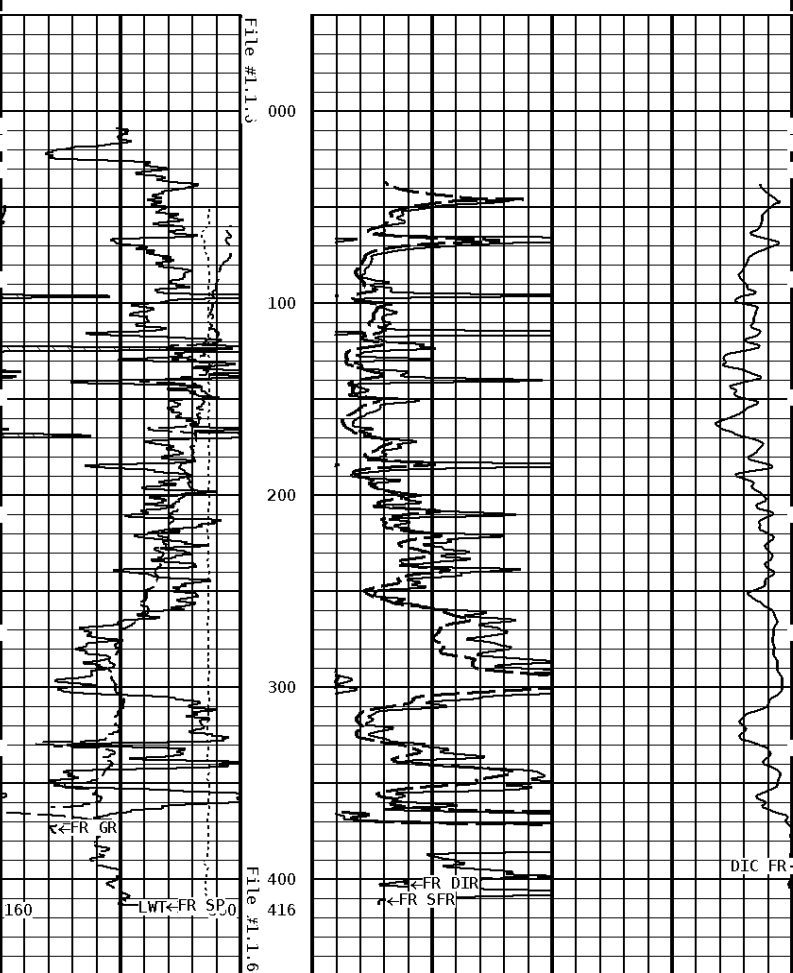 File #1.1.
000
100
200
300
←FR GR
DIC FR
400
←FR DIR
←FR SFR
160
LWT←FR SP
416
File #1.1.6